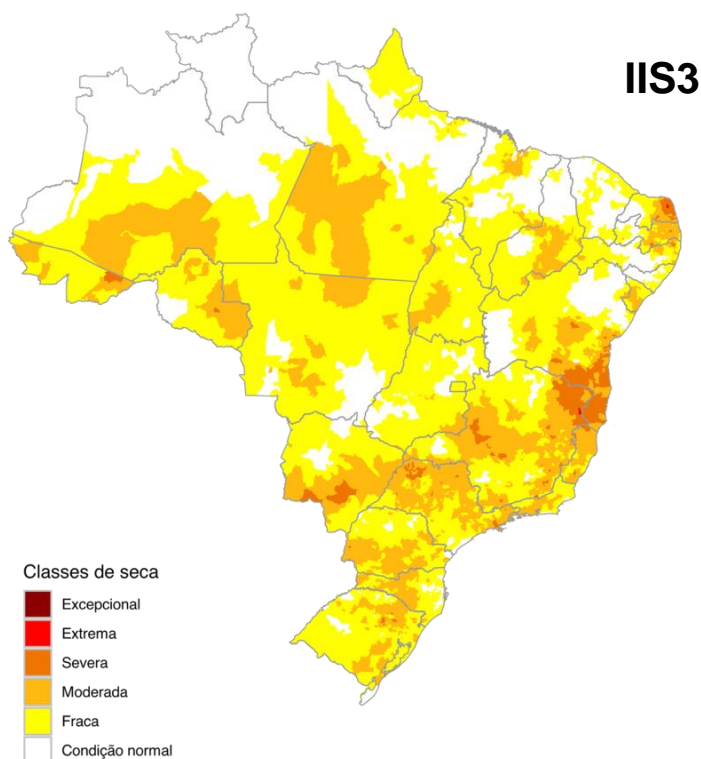 IIS3
Classes de seca
Excepcional
Extrema
Severa
Moderada
Fraca
Condição normal